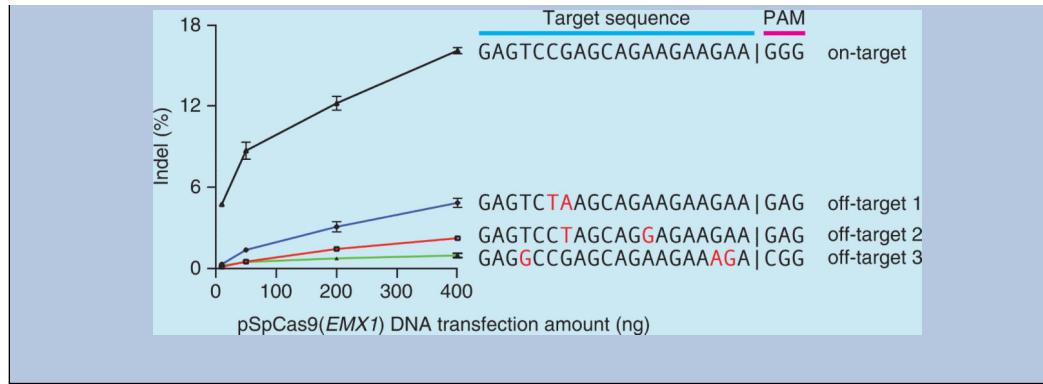 18
Target sequence PAM
GAGTCCGAGCAGAAGAAGAA|GGG on-target
12
Indel (%)
6
GAGTCTAAGCAGAAGAAGAA|GAG off-target 1
GAGTCCTAGCAGGAGAAGAA|GAG off-target 2
GAGGCCGAGCAGAAGAAAGA|CGG off-target 3
0
0 100 200 300 400
pSpCas9(EMX1) DNA transfection amount (ng)